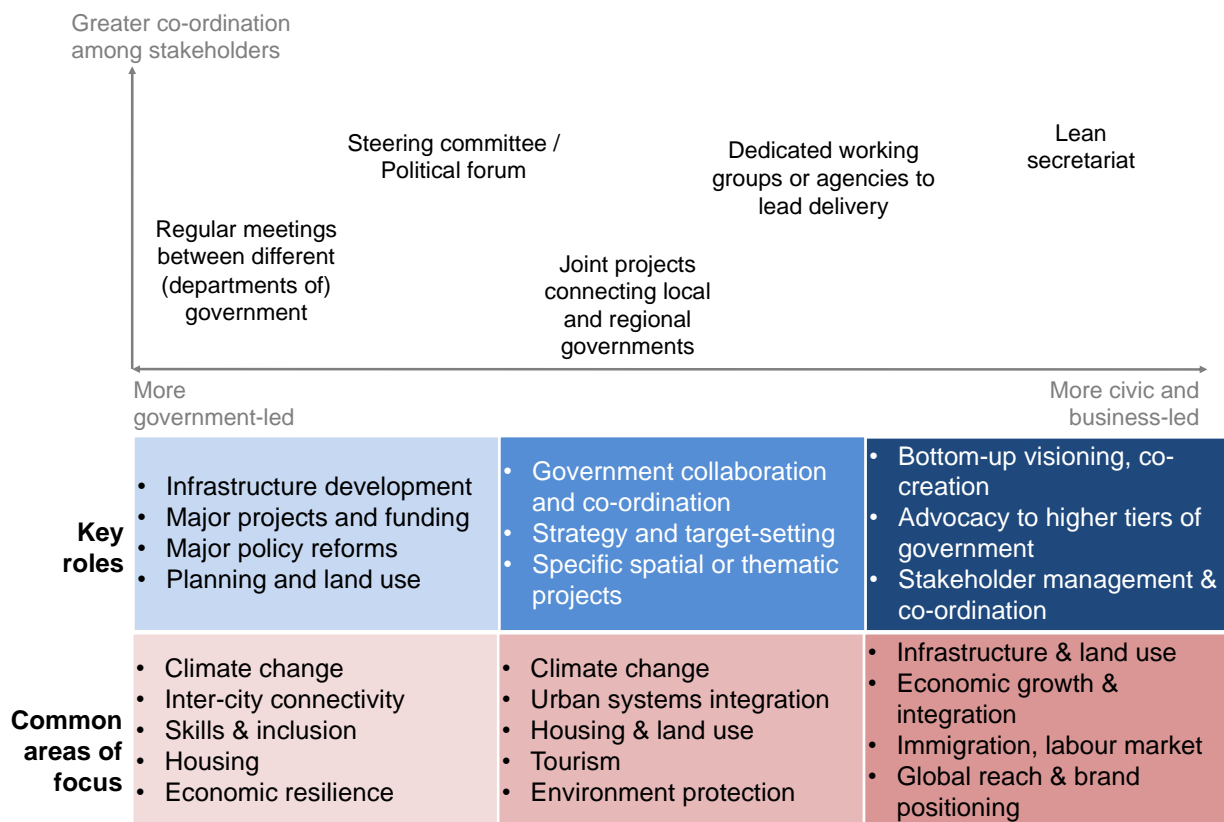 Greater co-ordination
among stakeholders
Steering committee /
Political forum
Dedicated working
groups or agencies to
lead delivery
Lean
secretariat
Regular meetings
between different
(departments of)
government
Joint projects
connecting local
and regional
governments
More
government-led
More civic and
business-led
Key
roles
• Infrastructure development
• Major projects and funding
• Major policy reforms
• Planning and land use
• Government collaboration
and co-ordination
• Strategy and target-setting
• Specific spatial or thematic
projects
• Bottom-up visioning, co-
creation
• Advocacy to higher tiers of
government
• Stakeholder management &
co-ordination
Common
areas of
focus
• Climate change
• Inter-city connectivity
• Skills & inclusion
• Housing
• Economic resilience
• Climate change
• Urban systems integration
• Housing & land use
• Tourism
• Environment protection
• Infrastructure & land use
• Economic growth &
integration
• Immigration, labour market
• Global reach & brand
positioning